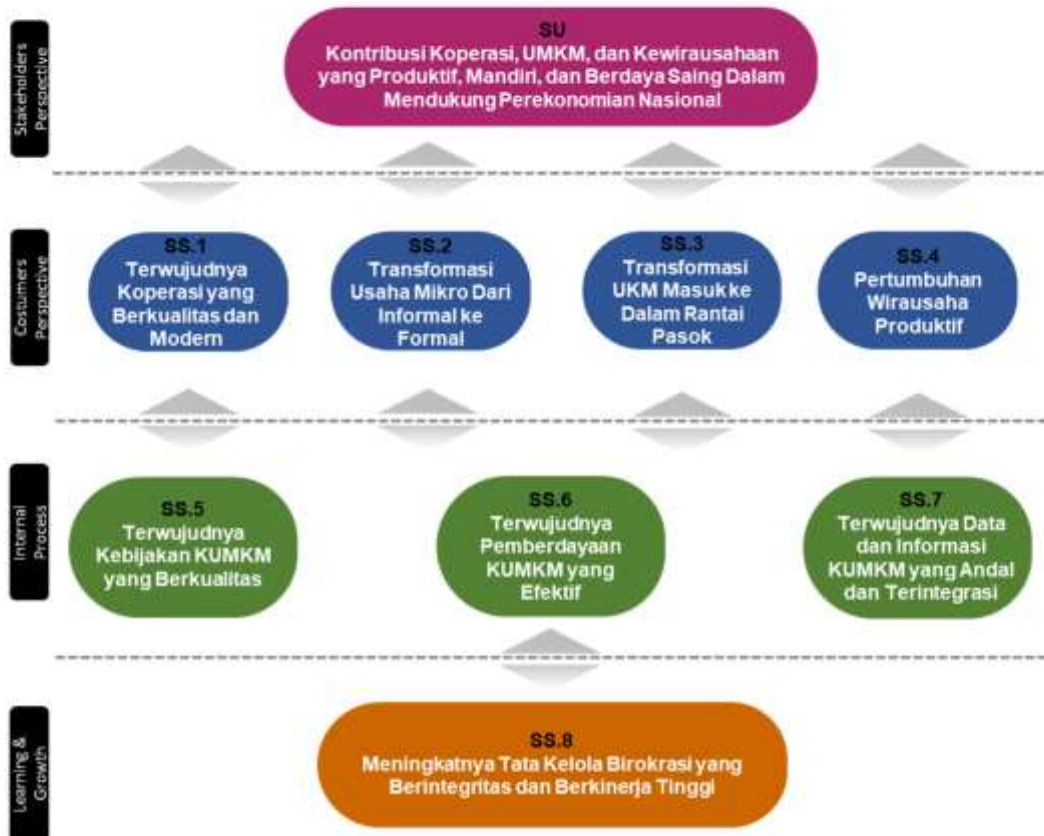 Stakeholders
Perspective
SU
Kontribusi Koperasi, UMKM, dan Kewirausahaan
yang Produktif, Mandiri, dan Berdaya Saing Dalam
Mendukung Perekonomian Nasional
Costumers
Perspective
SS.1
Terwujudnya
Koperasi yang
Berkualitas dan
Modern
SS.2
Transformasi
Usaha Mikro Dari
Informal ke
Formal
SS.3
Transformasi
UKM Masuk ke
Dalam Rantai
Pasok
SS.4
Pertumbuhan
Wirausaha
Produktif
Internal
Process
SS.5
Terwujudnya
Kebijakan KUMKM
yang Berkualitas
SS.6
Terwujudnya
Pemberdayaan
KUMKM yang
Efektif
SS.7
Terwujudnya Data
dan Informasi
KUMKM yang Andal
dan Terintegrasi
Learning &
Growth
SS.8
Meningkatnya Tata Kelola Birokrasi yang
Berintegritas dan Berkinerja Tinggi